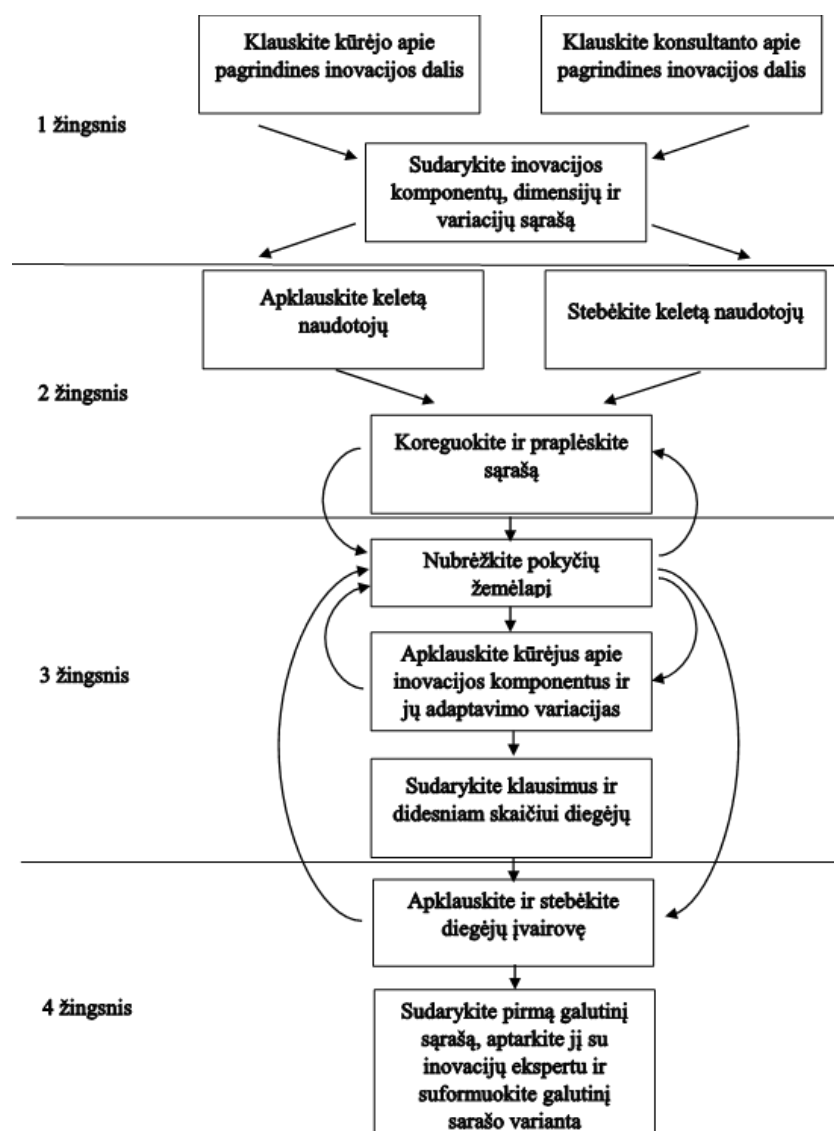 Klauskite kūrėjo apie
pagrindines inovacijos dalis
Klauskite konsultanto apie
pagrindines inovacijos dalis
1 žingsnis
Sudarykite inovacijos
komponentų, dimensijų ir
variacijų sąrašą
Apklauskite keletą
naudotojų
Stebėkite keletą naudotojų
2 žingsnis
Koreguokite ir praplėskite
sąrašą
Nubrėžkite pokyčių
žemėlapį
3 žingsnis
Apklauskite kūrėjus apie
inovacijos komponentus ir
jų adaptavimo variacijas
Sudarykite klausimus ir
didesniam skaičiui diegėjų
Apklauskite ir stebėkite
diegėjų įvairovę
4 žingsnis
Sudarykite pirmą galutinį
sąrašą, aptarkite jį su
inovacijų ekspertu ir
suformuokite galutinį
sąrašo variantą